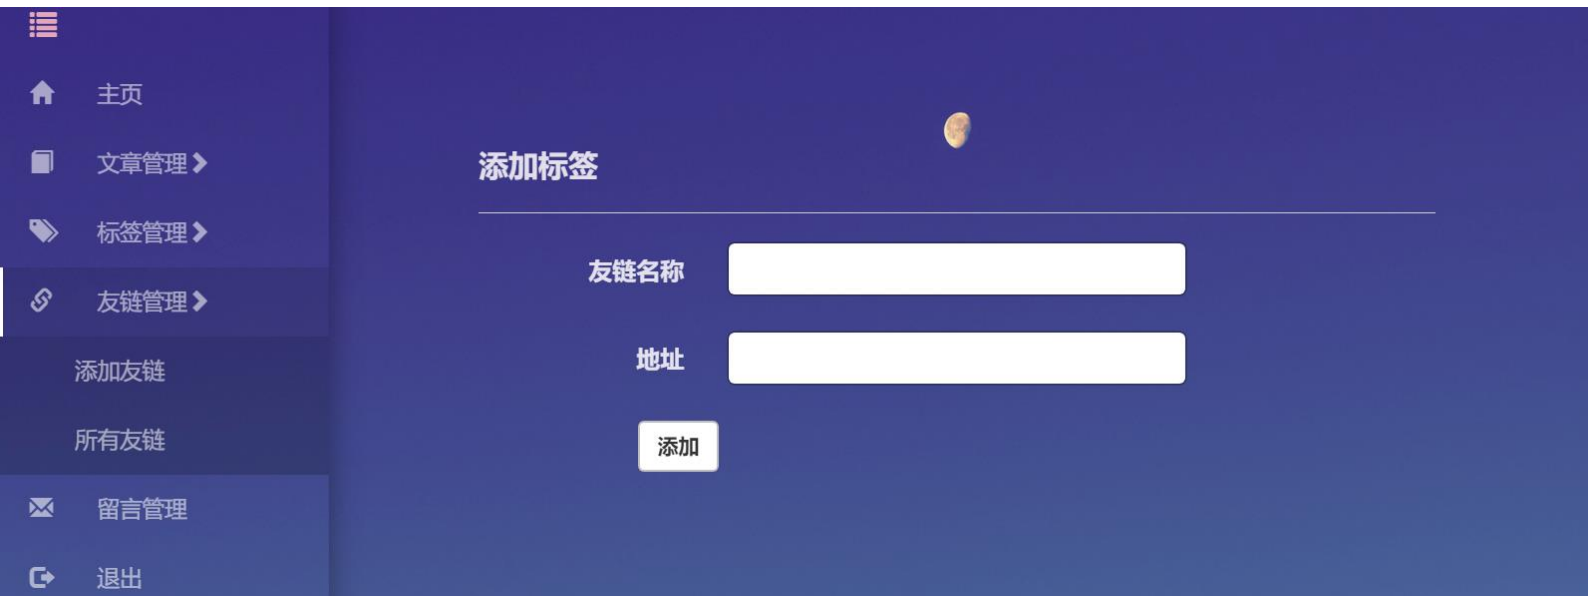 主页
文章管理
标签管理
友链管理
添加友链
所有友链
留言管理
退出
添加标签
友链名称
地址
添加